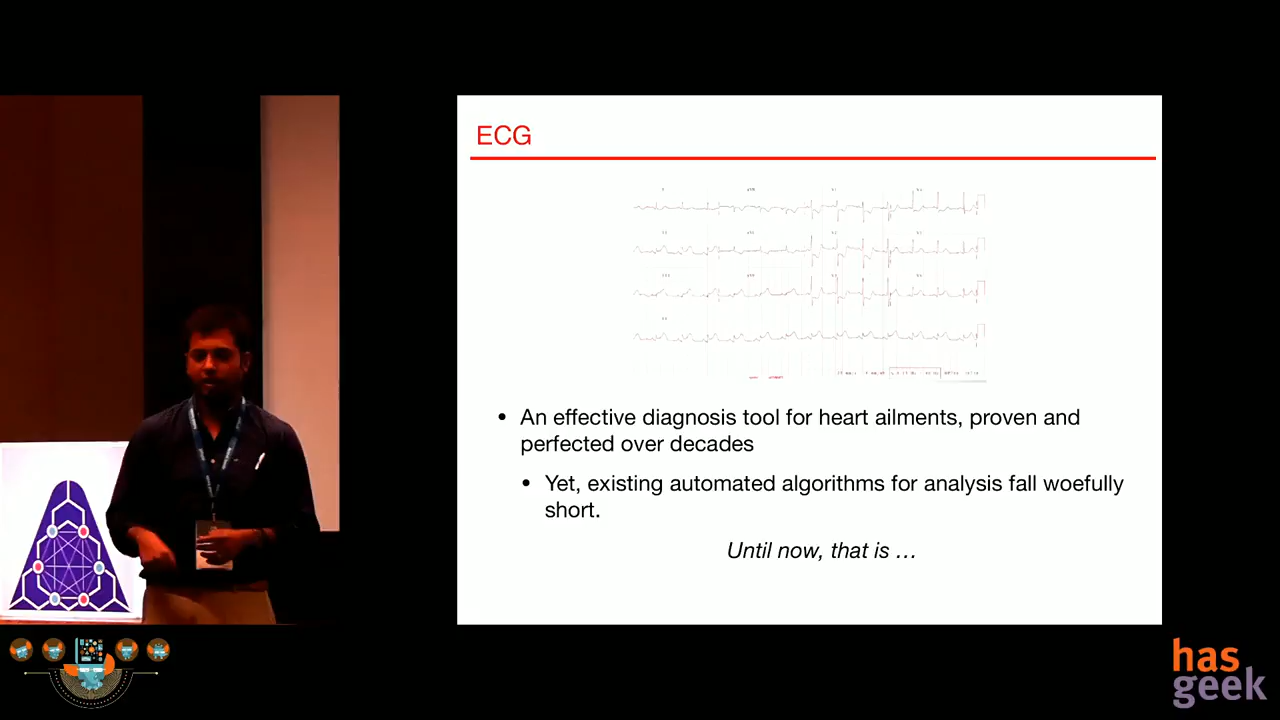 ECG
An effective diagnosis tool for heart ailments, proven and
perfected over decades
Yet, existing automated algorithms for analysis fall woefully
short.
Until now, that is …
has
geek